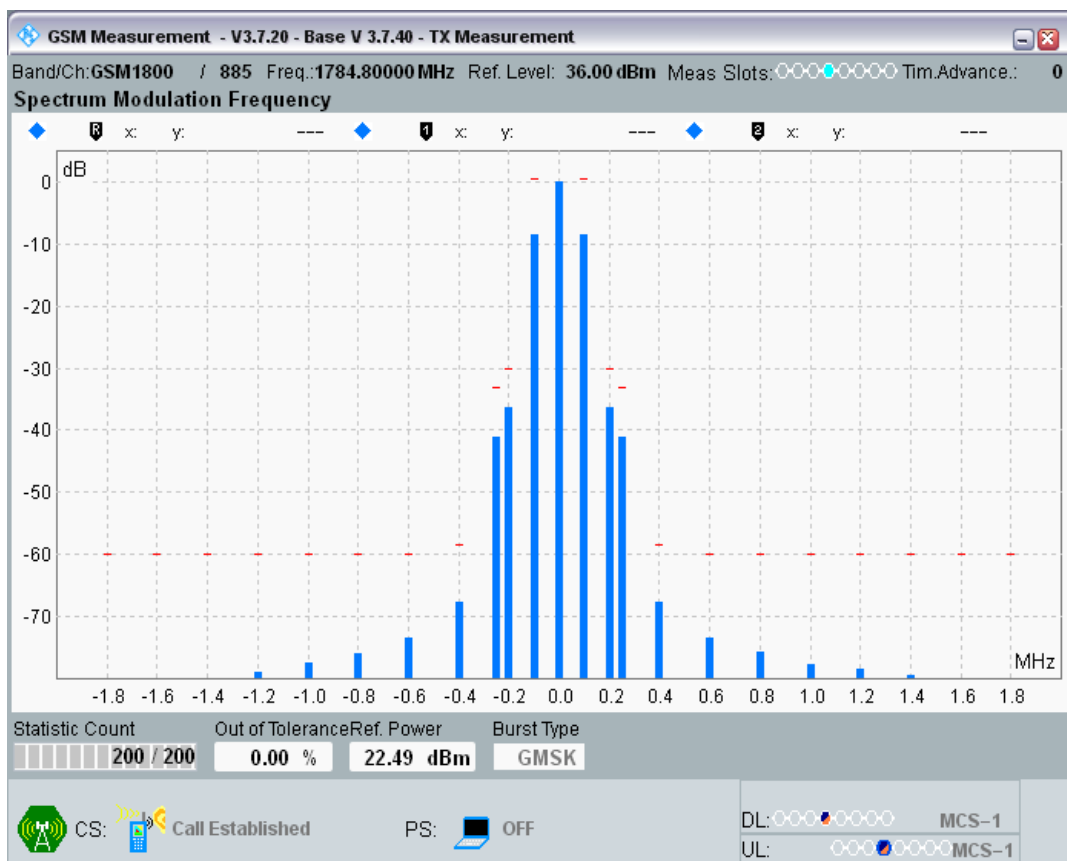 GSM Measurement - V3.7.20 - Base V 3.7.40 - TX Measurement
Band/Ch:GSM1800 / 885 Freq.:1784.80000 MHz Ref. Level: 36.00 dBm Meas Slots: Tim.Advance.: 0
Spectrum Modulation Frequency
R x: y: --- 1 x: y: --- 2 x: y: ---
dB
0
-10
-20
-30
-40
-50
-60
-70
MHz
-1.8 -1.6 -1.4 -1.2 -1.0 -0.8 -0.6 -0.4 -0.2 0.0 0.2 0.4 0.6 0.8 1.0 1.2 1.4 1.6 1.8
Statistic Count Out of Tolerance Ref. Power Burst Type
200 / 200 0.00 % 22.49 dBm GMSK
CS: Call Established PS: OFF
DL: MCS-1
UL: MCS-1